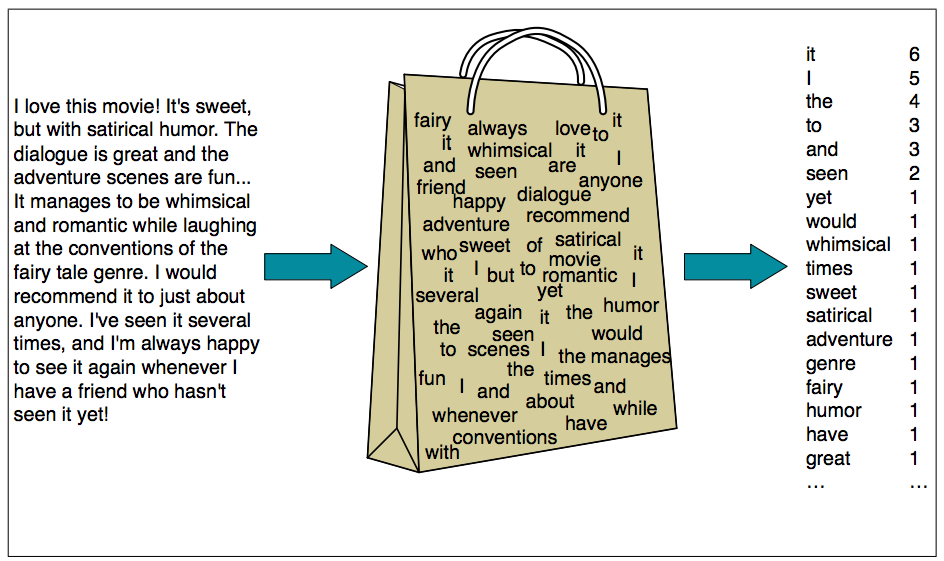 I love this movie! It's sweet,
but with satirical humor. The
dialogue is great and the
adventure scenes are fun...
It manages to be whimsical
and romantic while laughing
at the conventions of the
fairy tale genre. I would
recommend it to just about
anyone. I've seen it several
times, and I'm always happy
to see it again whenever I
have a friend who hasn't
seen it yet!
fairy always love to it
it whimsical it I
and seen are anyone
friend happy dialogue
adventure recommend
who sweet of satirical it
it I but to movie romantic I
several yet
again it the humor
the seen would
to scenes I the manages
the
fun I and times and
about
whenever have while
conventions
with
it 6
I 5
the 4
to 3
and 3
seen 2
yet 1
would 1
whimsical 1
times 1
sweet 1
satirical 1
adventure 1
genre 1
fairy 1
humor 1
have 1
great 1
… …